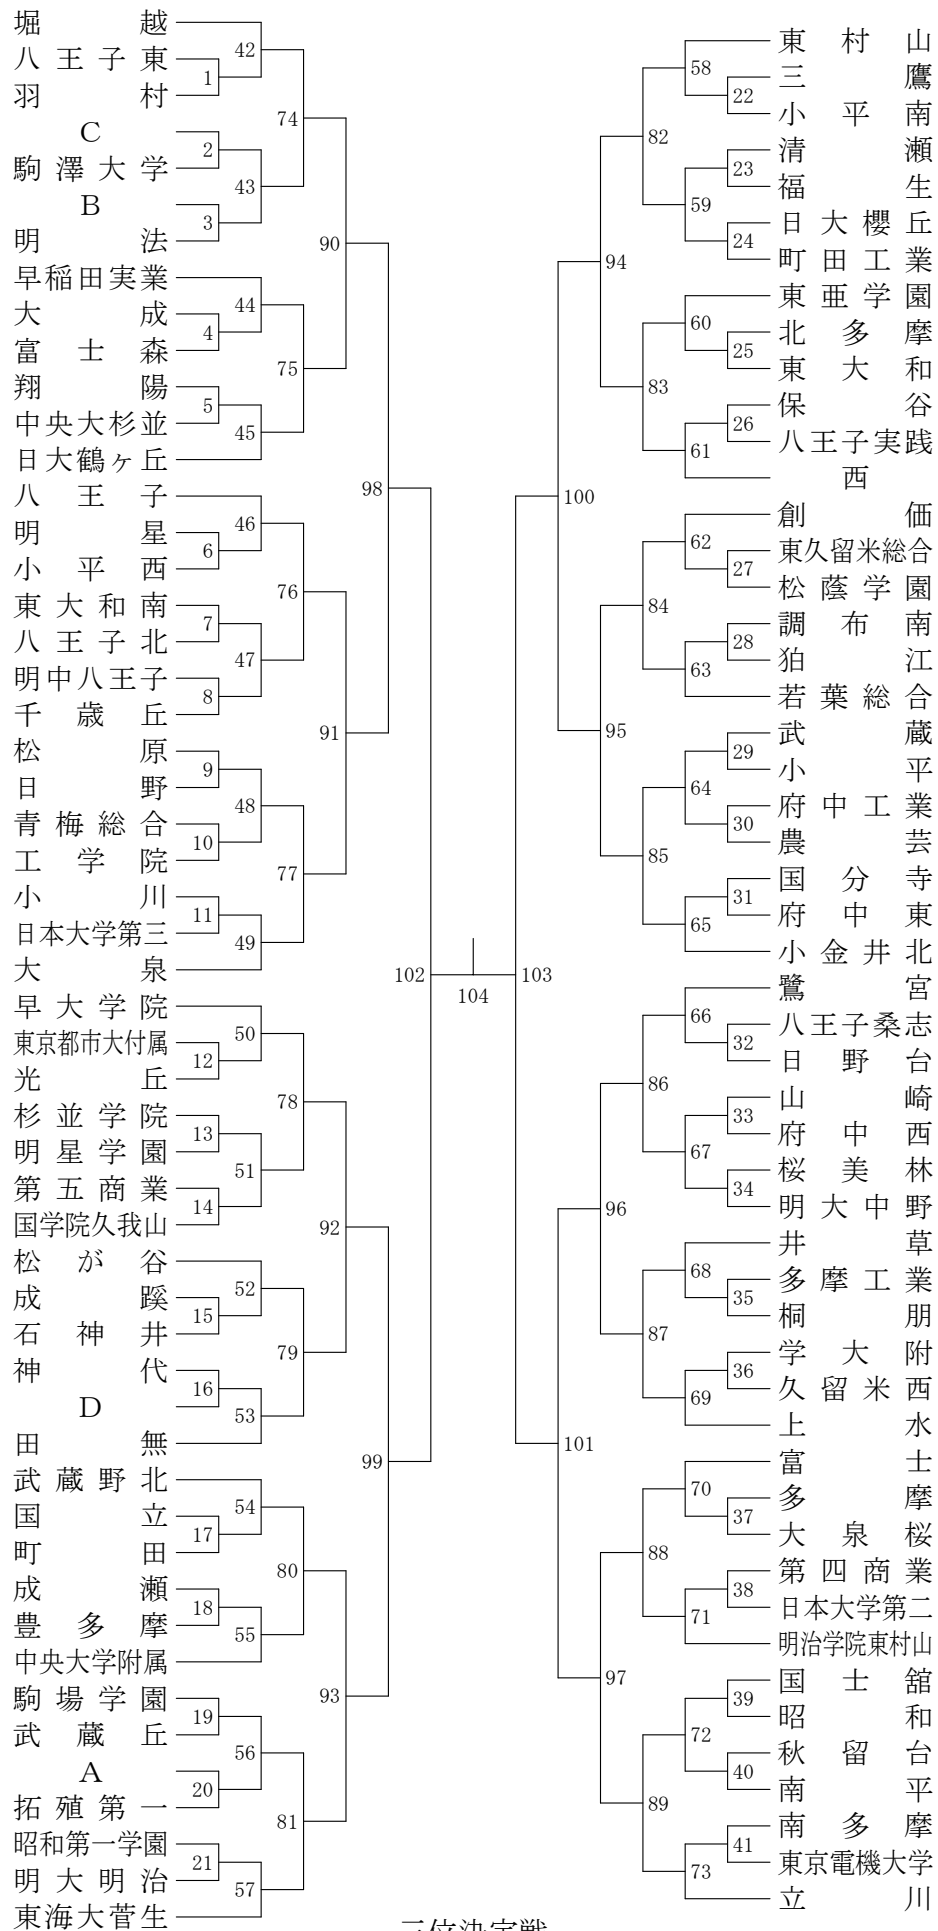 堀越
八王子東
羽村
C
駒澤大学
B
明法
早稲田実業
大成
富士森
翔陽
中央大杉並
日大鶴ヶ丘
八王子
明星
小平西
東大和南
八王子北
明中八王子
千歳丘
松原
日野
青梅総合
工学院
小川
日本大学第三
大泉
早大学院
東京都市大付属
光丘
杉並学院
明星学園
第五商業
国学院久我山
松が谷
成蹊
石神井
神代
D
田無
武蔵野北
国立
町田
成瀬
豊多摩
中央大学附属
駒場学園
武蔵丘
A
拓殖第一
昭和第一学園
明大明治
東海大菅生
1
2
3
4
5
6
7
8
9
10
11
12
13
14
15
16
17
18
19
20
21
42
43
44
45
46
47
48
49
50
51
52
53
54
55
56
57
74
75
76
77
78
79
80
81
90
91
92
93
98
99
102
104
103
100
101
94
95
96
97
82
83
84
85
86
87
88
89
58
59
60
61
62
63
64
65
66
67
68
69
70
71
72
73
22
23
24
25
26
27
28
29
30
31
32
33
34
35
36
37
38
39
40
41
東村山
三鷹
小平南
清瀬
福生
日大櫻丘
町田工業
東亜学園
北多摩
東大和
保谷
八王子実践
西
創価
東久留米総合
松蔭学園
調布南
狛江
若葉総合
武蔵
小平
府中工業
農芸
国分寺
府中東
小金井北
鷺宮
八王子桑志
日野台
山崎
府中西
桜美林
明大中野
井草
多摩工業
桐朋
学大附
久留米西
上水
富士
多摩
大泉桜
第四商業
日本大学第二
明治学院東村山
国士舘
昭和
秋留台
南平
南多摩
東京電機大学
立川
三位決定戦